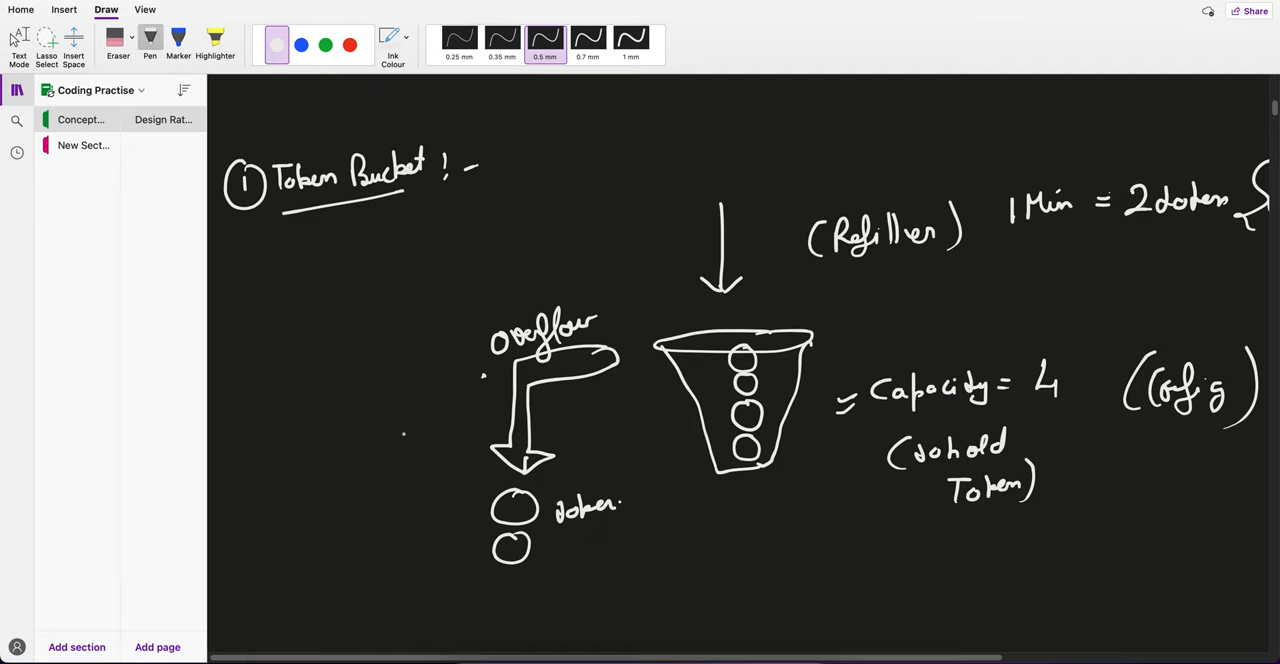 Home Insert Draw View
Share
Text Mode
Lasso Select
Insert Space
Eraser
Pen
Marker
Highlighter
Ink Colour
0.25 mm
0.35 mm
0.5 mm
0.7 mm
1 mm
Coding Practise
Concept...
Design Rat...
New Sect...
① Token Bucket : -
(Refiller)
1 Min = 2 token {
overflow
= Capacity = 4
(Config)
(to hold
Token)
token
Add section
Add page